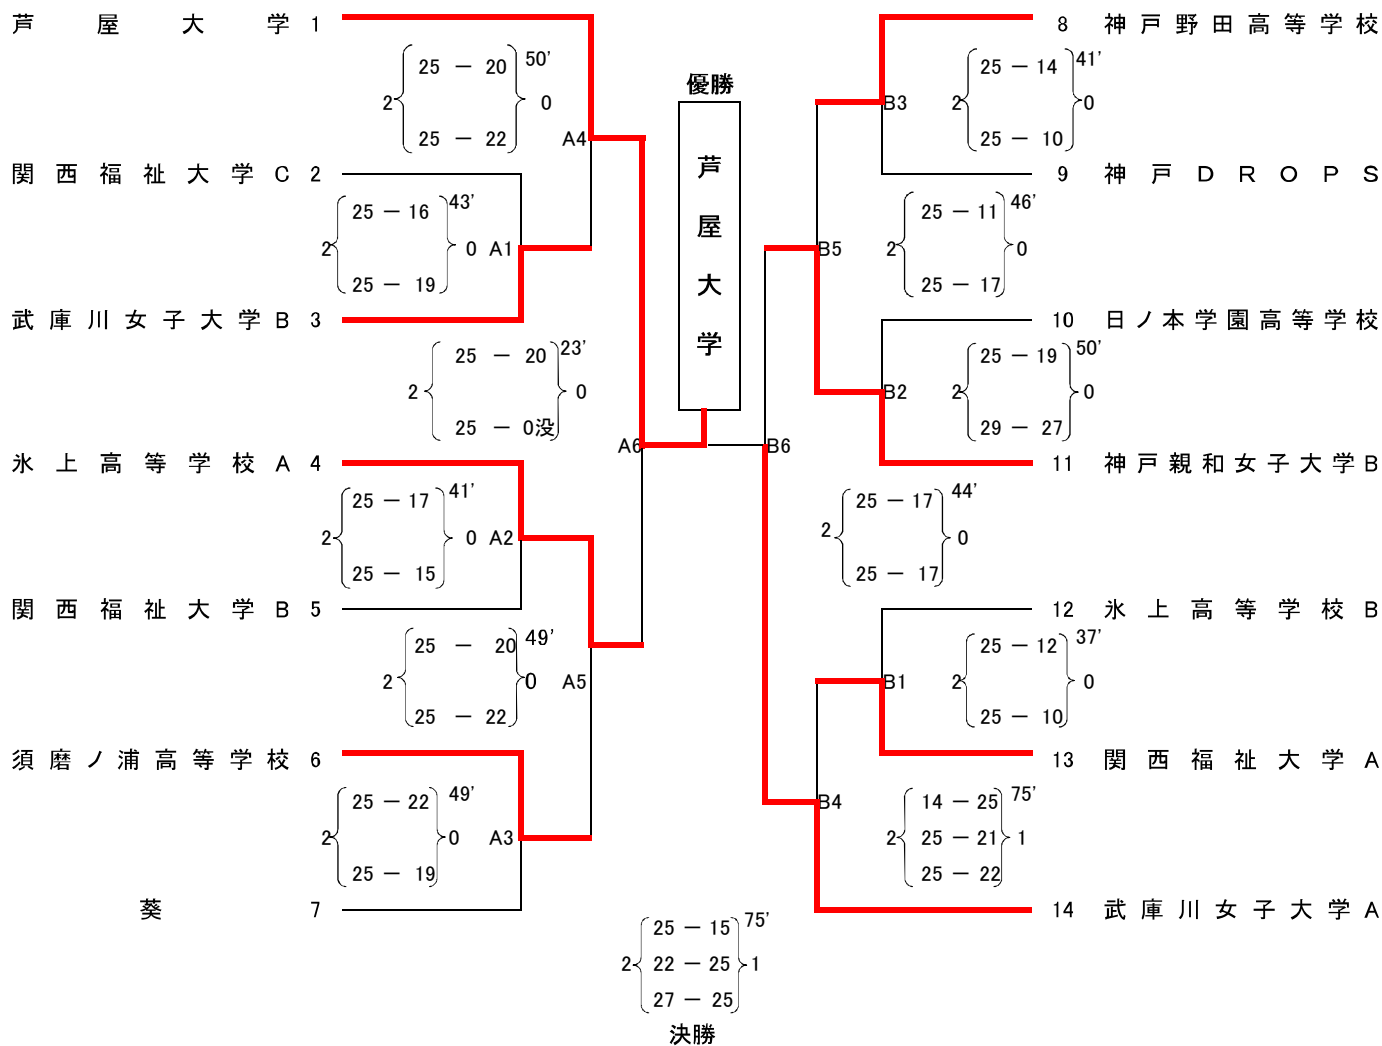 芦屋大学 1
25 － 20 50'
2 0
25 － 22
A4
関西福祉大学C 2
25 － 16 43'
2 0 A1
25 － 19
武庫川女子大学B 3
25 － 20 23'
2 0
25 － 0没
A6
氷上高等学校A 4
25 － 17 41'
2 0 A2
25 － 15
関西福祉大学B 5
25 － 20 49'
2 0 A5
25 － 22
須磨ノ浦高等学校 6
25 － 22 49'
2 0 A3
25 － 19
葵 7
優勝
芦屋大学
25 － 15 75'
2 22 － 25 1
27 － 25
決勝
8 神戸野田高等学校
25 － 14 41'
B3 2 0
25 － 10
9 神戸DROPS
25 － 11 46'
B5 2 0
25 － 17
10 日ノ本学園高等学校
25 － 19 50'
B2 2 0
29 － 27
B6
11 神戸親和女子大学B
25 － 17 44'
2 0
25 － 17
12 氷上高等学校B
25 － 12 37'
B1 2 0
25 － 10
13 関西福祉大学A
14 － 25 75'
B4 2 25 － 21 1
25 － 22
14 武庫川女子大学A